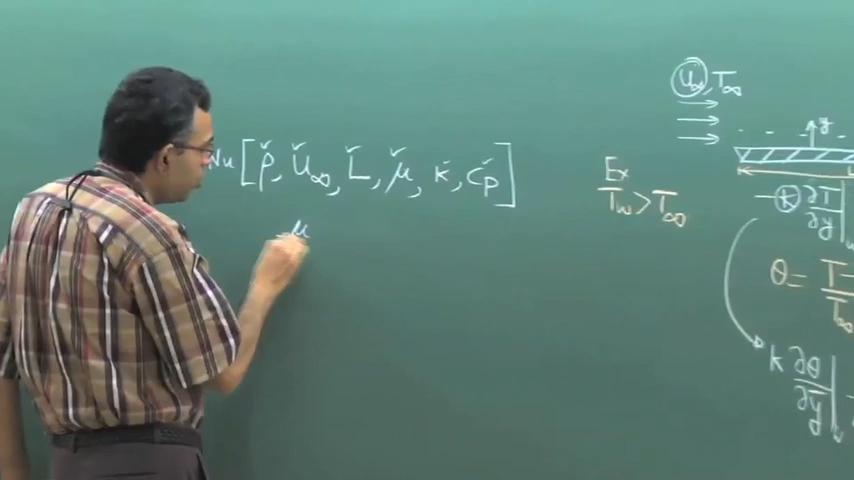 Nu [ρ, U∞, L, μ, k, Cp]
μ
U∞, T∞
y
Ex
Tw > T∞
-k ∂T
∂y
θ = T-
T∞
k ∂θ
∂y